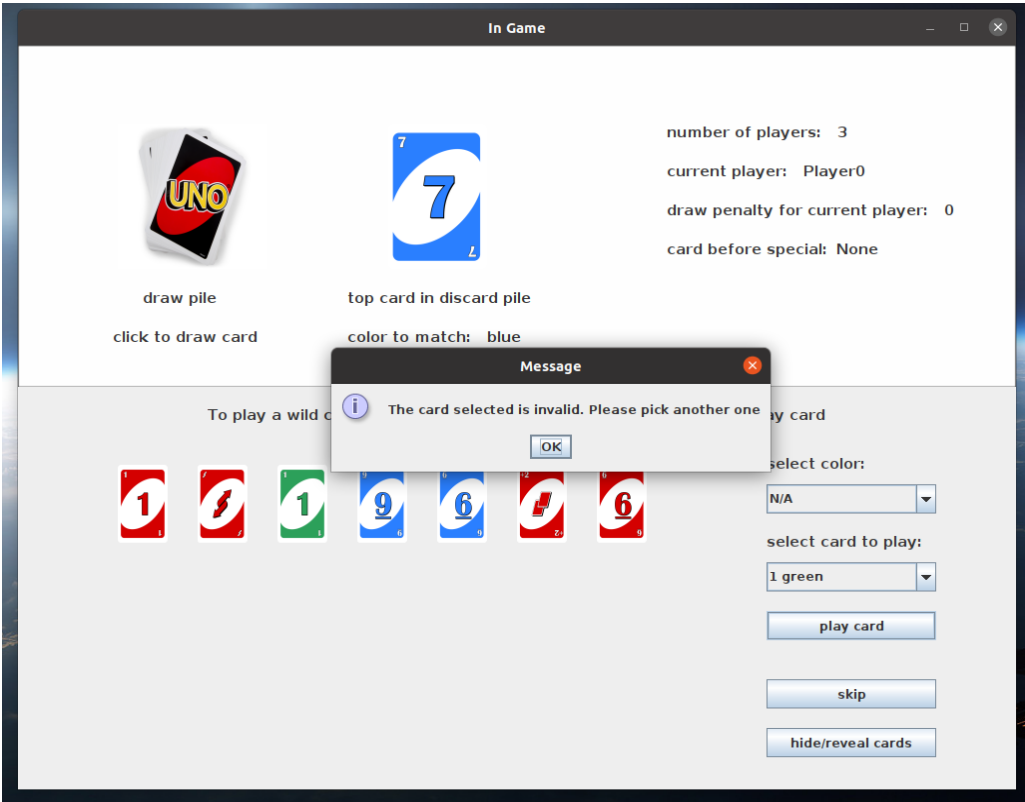 In Game
7
UNO
7
7
number of players: 3
current player: Player0
draw penalty for current player: 0
card before special: None
draw pile
top card in discard pile
click to draw card
color to match: blue
Message
The card selected is invalid. Please pick another one
OK
To play a wild
ay card
select color:
N/A
1
1
9
6
+2
6
select card to play:
1 green
play card
skip
hide/reveal cards